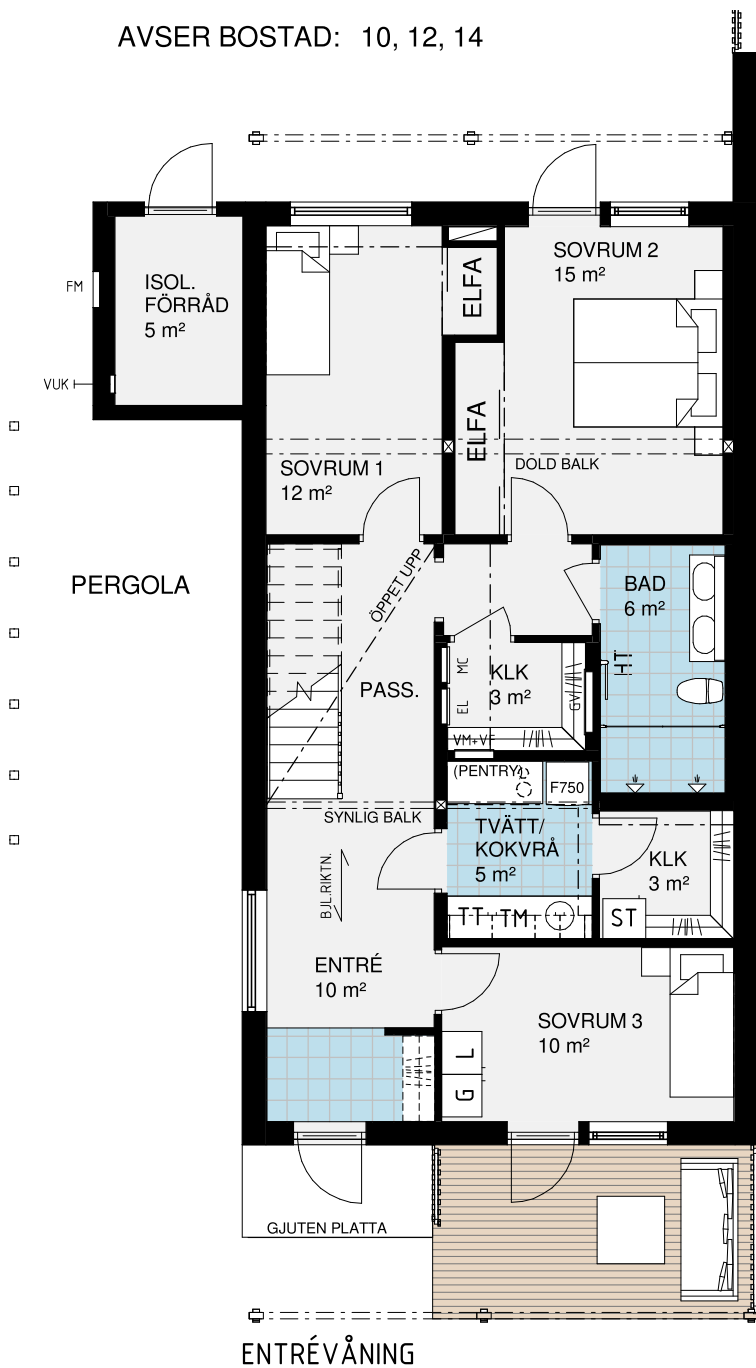 AVSER BOSTAD: 10, 12, 14
ISOL.
FÖRRÅD
5 m²
FM
VUK
ELFA
SOVRUM 2
15 m²
ELFA
SOVRUM 1
12 m²
DOLD BALK
PERGOLA
ÖPPET UPP
BAD
6 m²
HT
PASS.
MC
EL
KLK
3 m²
GV
VM+VF
(PENTRY)
F750
SYNLIG BALK
TVÄTT/
KOKVRÅ
5 m²
KLK
3 m²
BJL.RIKTN.
TT
TM
ST
ENTRÉ
10 m²
SOVRUM 3
10 m²
L
G
GJUTEN PLATTA
ENTRÉVÅNING